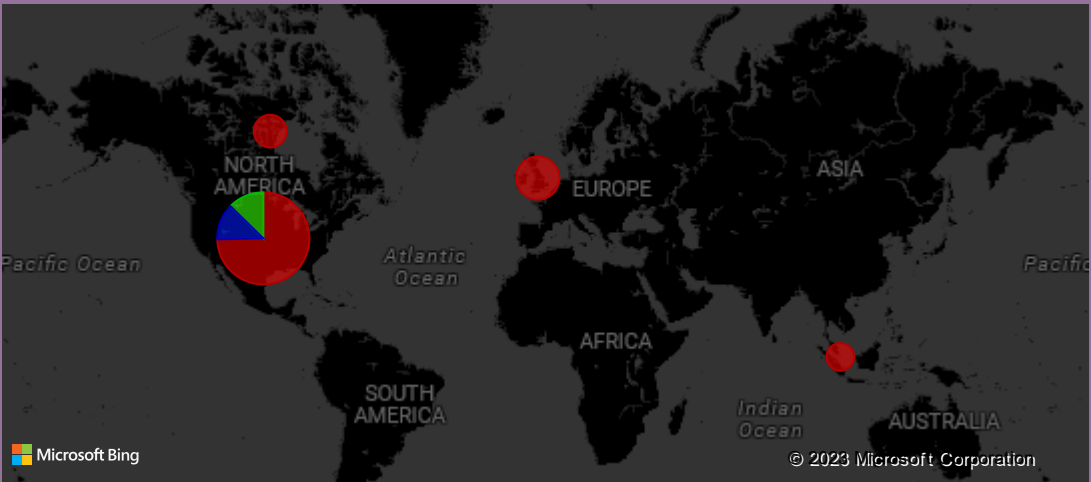 NORTH
AMERICA
EUROPE
ASIA
Pacific Ocean
Atlantic
Ocean
Pacific
AFRICA
SOUTH
AMERICA
Indian
Ocean
AUSTRALIA
Microsoft Bing
© 2023 Microsoft Corporation